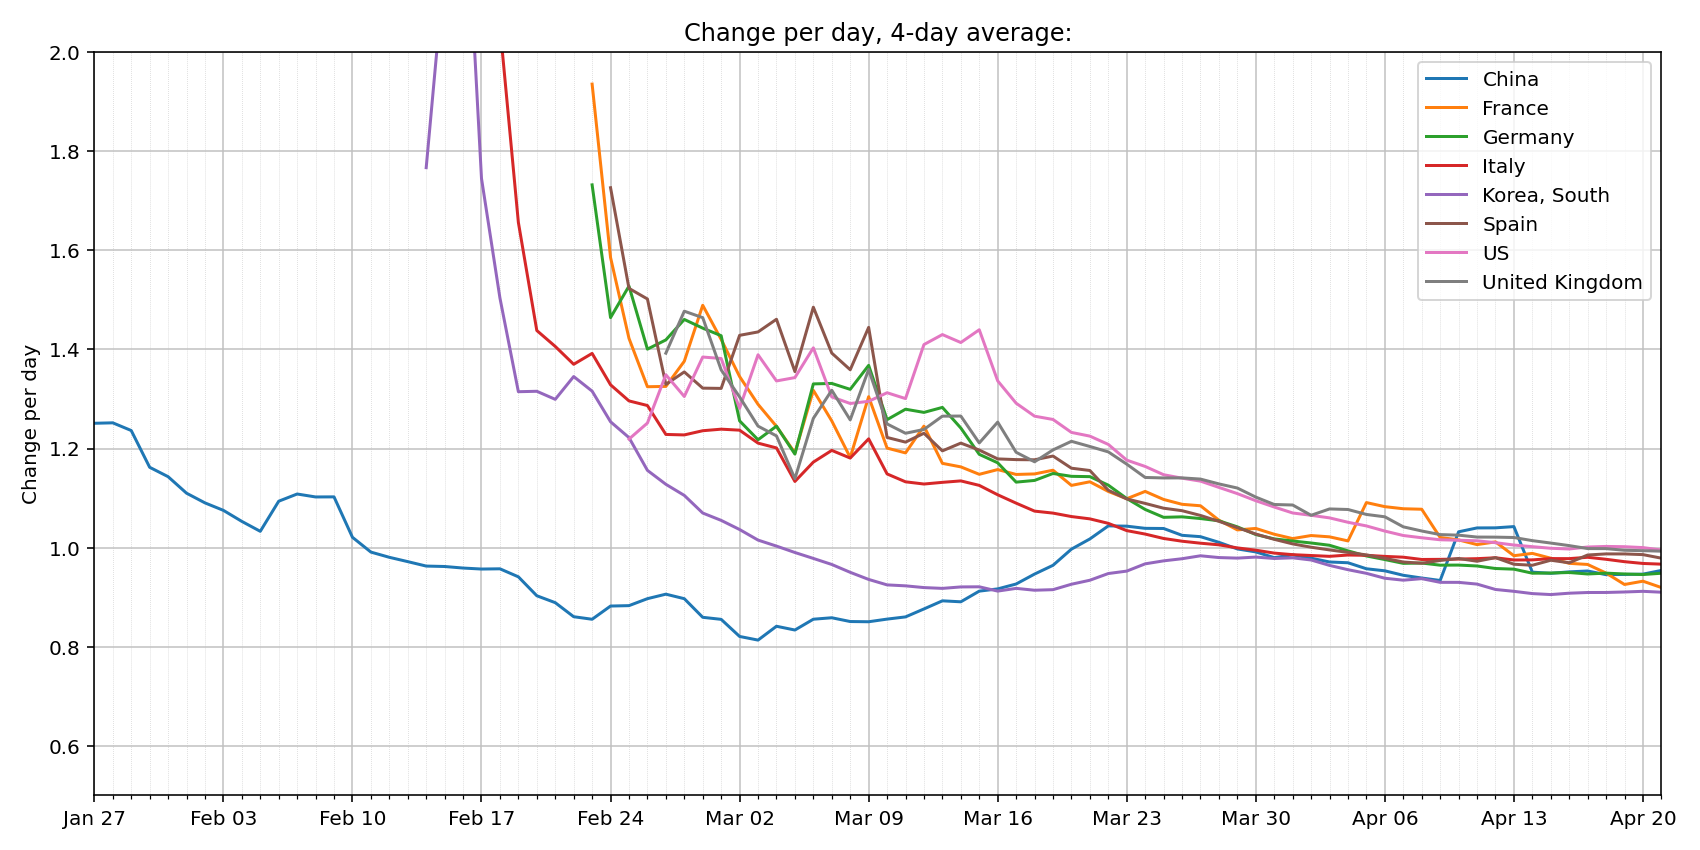 Change per day, 4-day average:
Change per day
2.0
1.8
1.6
1.4
1.2
1.0
0.8
0.6
China
France
Germany
Italy
Korea, South
Spain
US
United Kingdom
Jan 27 Feb 03 Feb 10 Feb 17 Feb 24 Mar 02 Mar 09 Mar 16 Mar 23 Mar 30 Apr 06 Apr 13 Apr 20